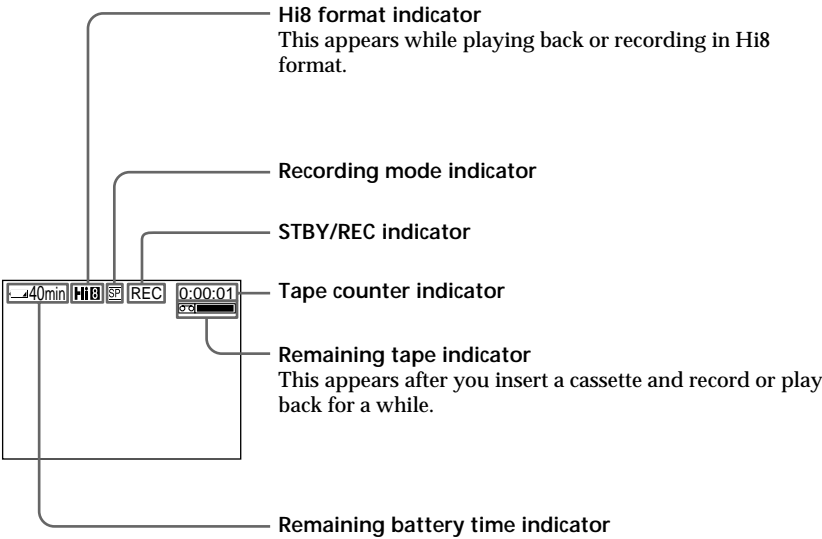 Hi8 format indicator
This appears while playing back or recording in Hi8
format.
Recording mode indicator
STBY/REC indicator
40min Hi8 SP REC 0:00:01
Tape counter indicator
Remaining tape indicator
This appears after you insert a cassette and record or play
back for a while.
Remaining battery time indicator